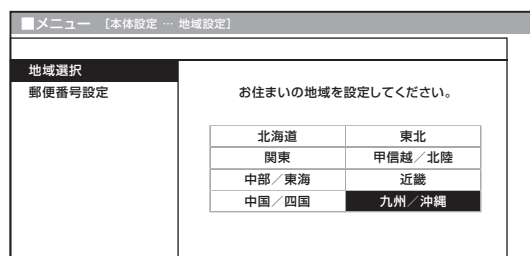 ■メニュー [本体設定 … 地域設定]
地域選択
郵便番号設定
お住まいの地域を設定してください。
北海道 東北
関東 甲信越／北陸
中部／東海 近畿
中国／四国 九州／沖縄